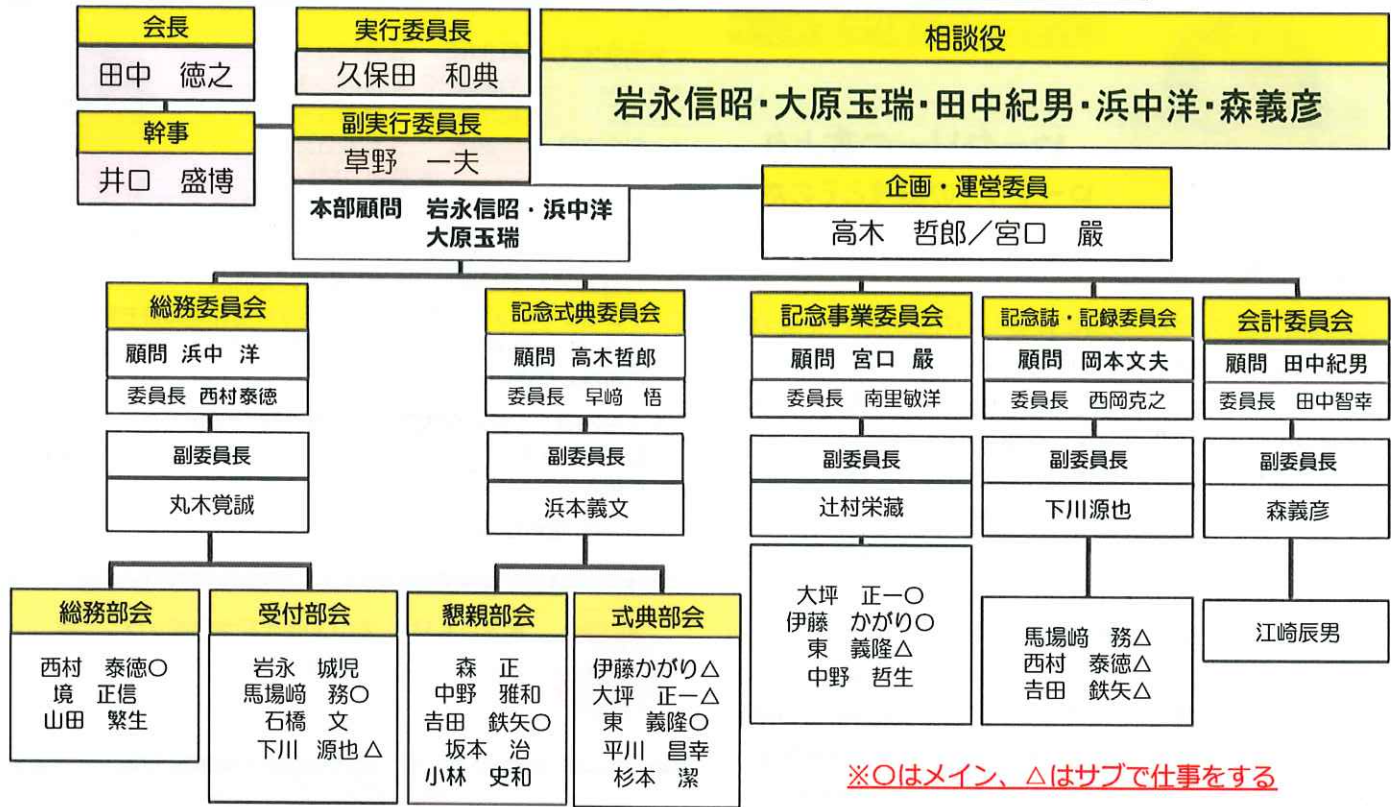 会長
田中　徳之
幹事
井口　盛博
実行委員長
久保田　和典
副実行委員長
草野　一夫
本部顧問　岩永信昭・浜中洋
大原玉瑞
相談役
岩永信昭・大原玉瑞・田中紀男・浜中洋・森義彦
企画・運営委員
高木　哲郎／宮口　嚴
総務委員会
顧問 浜中 洋
委員長 西村泰徳
副委員長
丸木覚誠
総務部会
西村　泰徳〇
境　正信
山田　繁生
受付部会
岩永　城児
馬場﨑　務〇
石橋　文
下川　源也△
記念式典委員会
顧問 高木哲郎
委員長　早﨑　悟
副委員長
浜本義文
懇親部会
森　正
中野　雅和
𠮷田　鉄矢〇
坂本　治
小林　史和
式典部会
伊藤かがり△
大坪　正一△
東　義隆〇
平川　昌幸
杉本　潔
記念事業委員会
顧問 宮口　嚴
委員長　南里敏洋
副委員長
辻村栄蔵
大坪　正一〇
伊藤　かがり〇
東　義隆△
中野　哲生
記念誌・記録委員会
顧問　岡本文夫
委員長　西岡克之
副委員長
下川源也
馬場﨑　務△
西村　泰徳△
𠮷田　鉄矢△
会計委員会
顧問　田中紀男
委員長　田中智幸
副委員長
森義彦
江崎辰男
※〇はメイン、△はサブで仕事をする